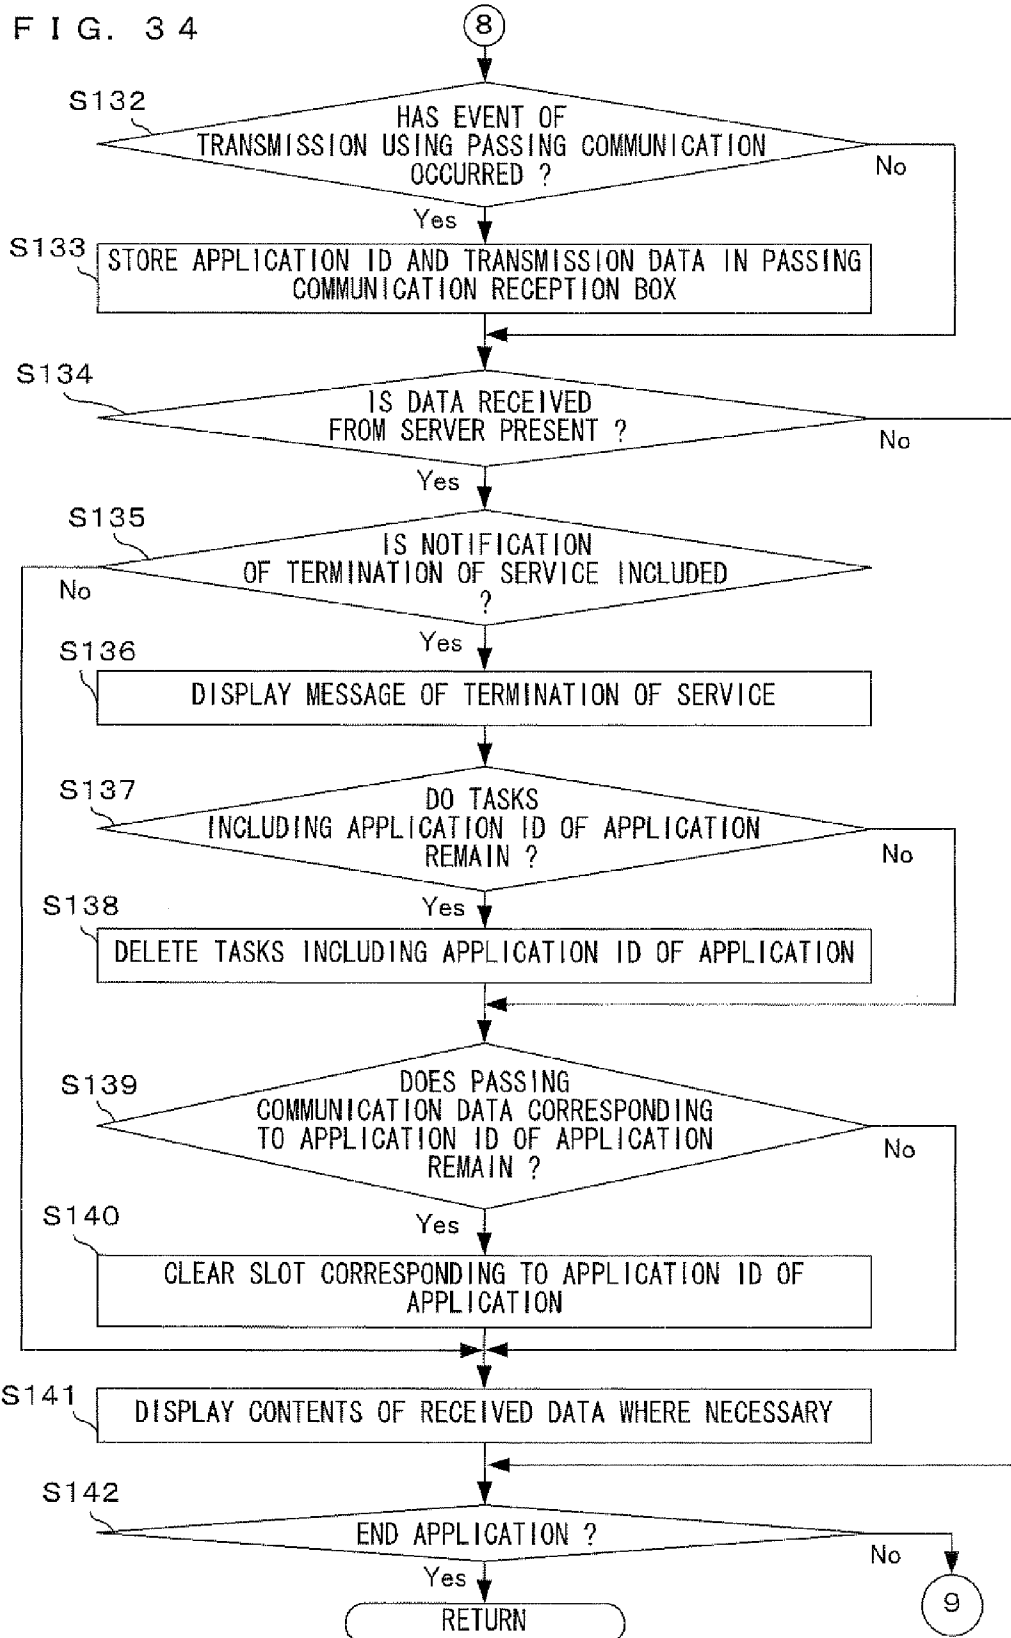 FIG. 34
8
S132
HAS EVENT OF
TRANSMISSION USING PASSING COMMUNICATION
OCCURRED ?
No
Yes
S133
STORE APPLICATION ID AND TRANSMISSION DATA IN PASSING
COMMUNICATION RECEPTION BOX
S134
IS DATA RECEIVED
FROM SERVER PRESENT ?
No
Yes
S135
IS NOTIFICATION
OF TERMINATION OF SERVICE INCLUDED
?
No
Yes
S136
DISPLAY MESSAGE OF TERMINATION OF SERVICE
S137
DO TASKS
INCLUDING APPLICATION ID OF APPLICATION
REMAIN ?
No
Yes
S138
DELETE TASKS INCLUDING APPLICATION ID OF APPLICATION
S139
DOES PASSING
COMMUNICATION DATA CORRESPONDING
TO APPLICATION ID OF APPLICATION
REMAIN ?
No
Yes
S140
CLEAR SLOT CORRESPONDING TO APPLICATION ID OF
APPLICATION
S141
DISPLAY CONTENTS OF RECEIVED DATA WHERE NECESSARY
S142
END APPLICATION ?
No
Yes
9
RETURN